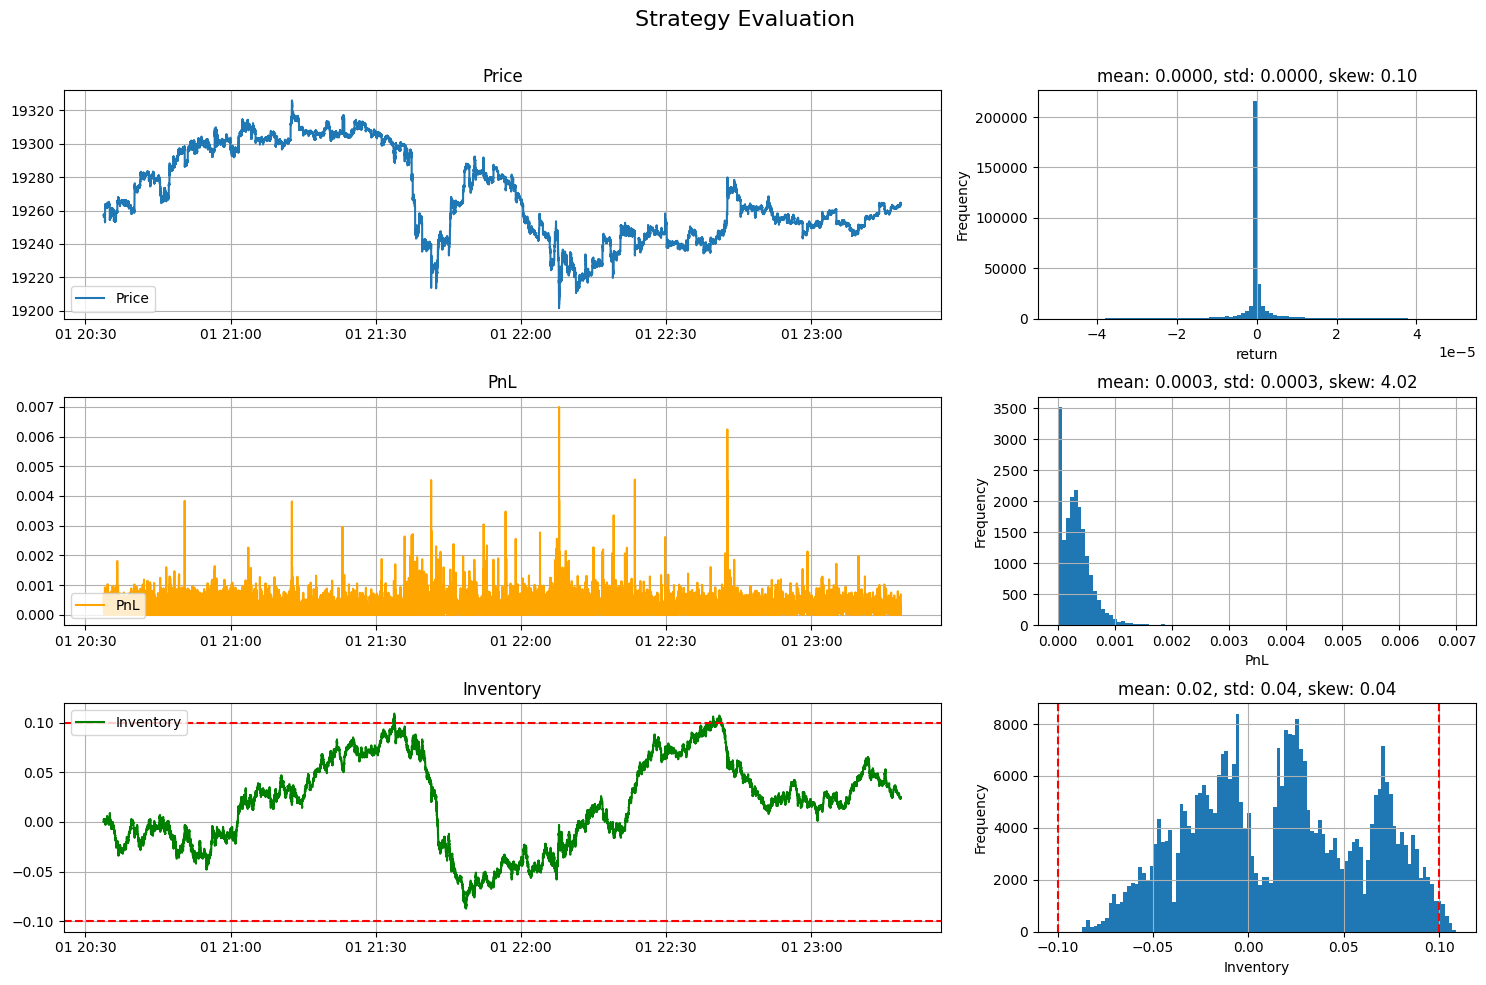 Strategy Evaluation
Price
19320
19300
19280
19260
19240
19220
19200
Price
01 20:30 01 21:00 01 21:30 01 22:00 01 22:30 01 23:00
mean: 0.0000, std: 0.0000, skew: 0.10
Frequency
200000
150000
100000
50000
0
−4 −2 0 2 4
1e−5
return
PnL
0.007
0.006
0.005
0.004
0.003
0.002
0.001
0.000
PnL
01 20:30 01 21:00 01 21:30 01 22:00 01 22:30 01 23:00
mean: 0.0003, std: 0.0003, skew: 4.02
Frequency
3500
3000
2500
2000
1500
1000
500
0
0.000 0.001 0.002 0.003 0.004 0.005 0.006 0.007
PnL
Inventory
0.10
0.05
0.00
−0.05
−0.10
Inventory
01 20:30 01 21:00 01 21:30 01 22:00 01 22:30 01 23:00
mean: 0.02, std: 0.04, skew: 0.04
Frequency
8000
6000
4000
2000
0
−0.10 −0.05 0.00 0.05 0.10
Inventory